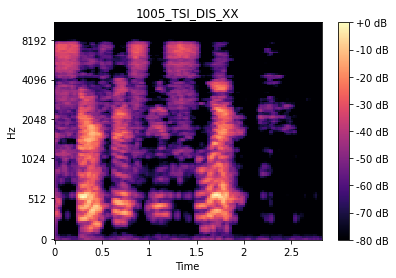 1005_TSI_DIS_XX
+0 dB
8192
-10 dB
4096
-20 dB
-30 dB
2048
Hz
-40 dB
1024
-50 dB
512
-60 dB
-70 dB
0
-80 dB
0 0.5 1 1.5 2 2.5
Time